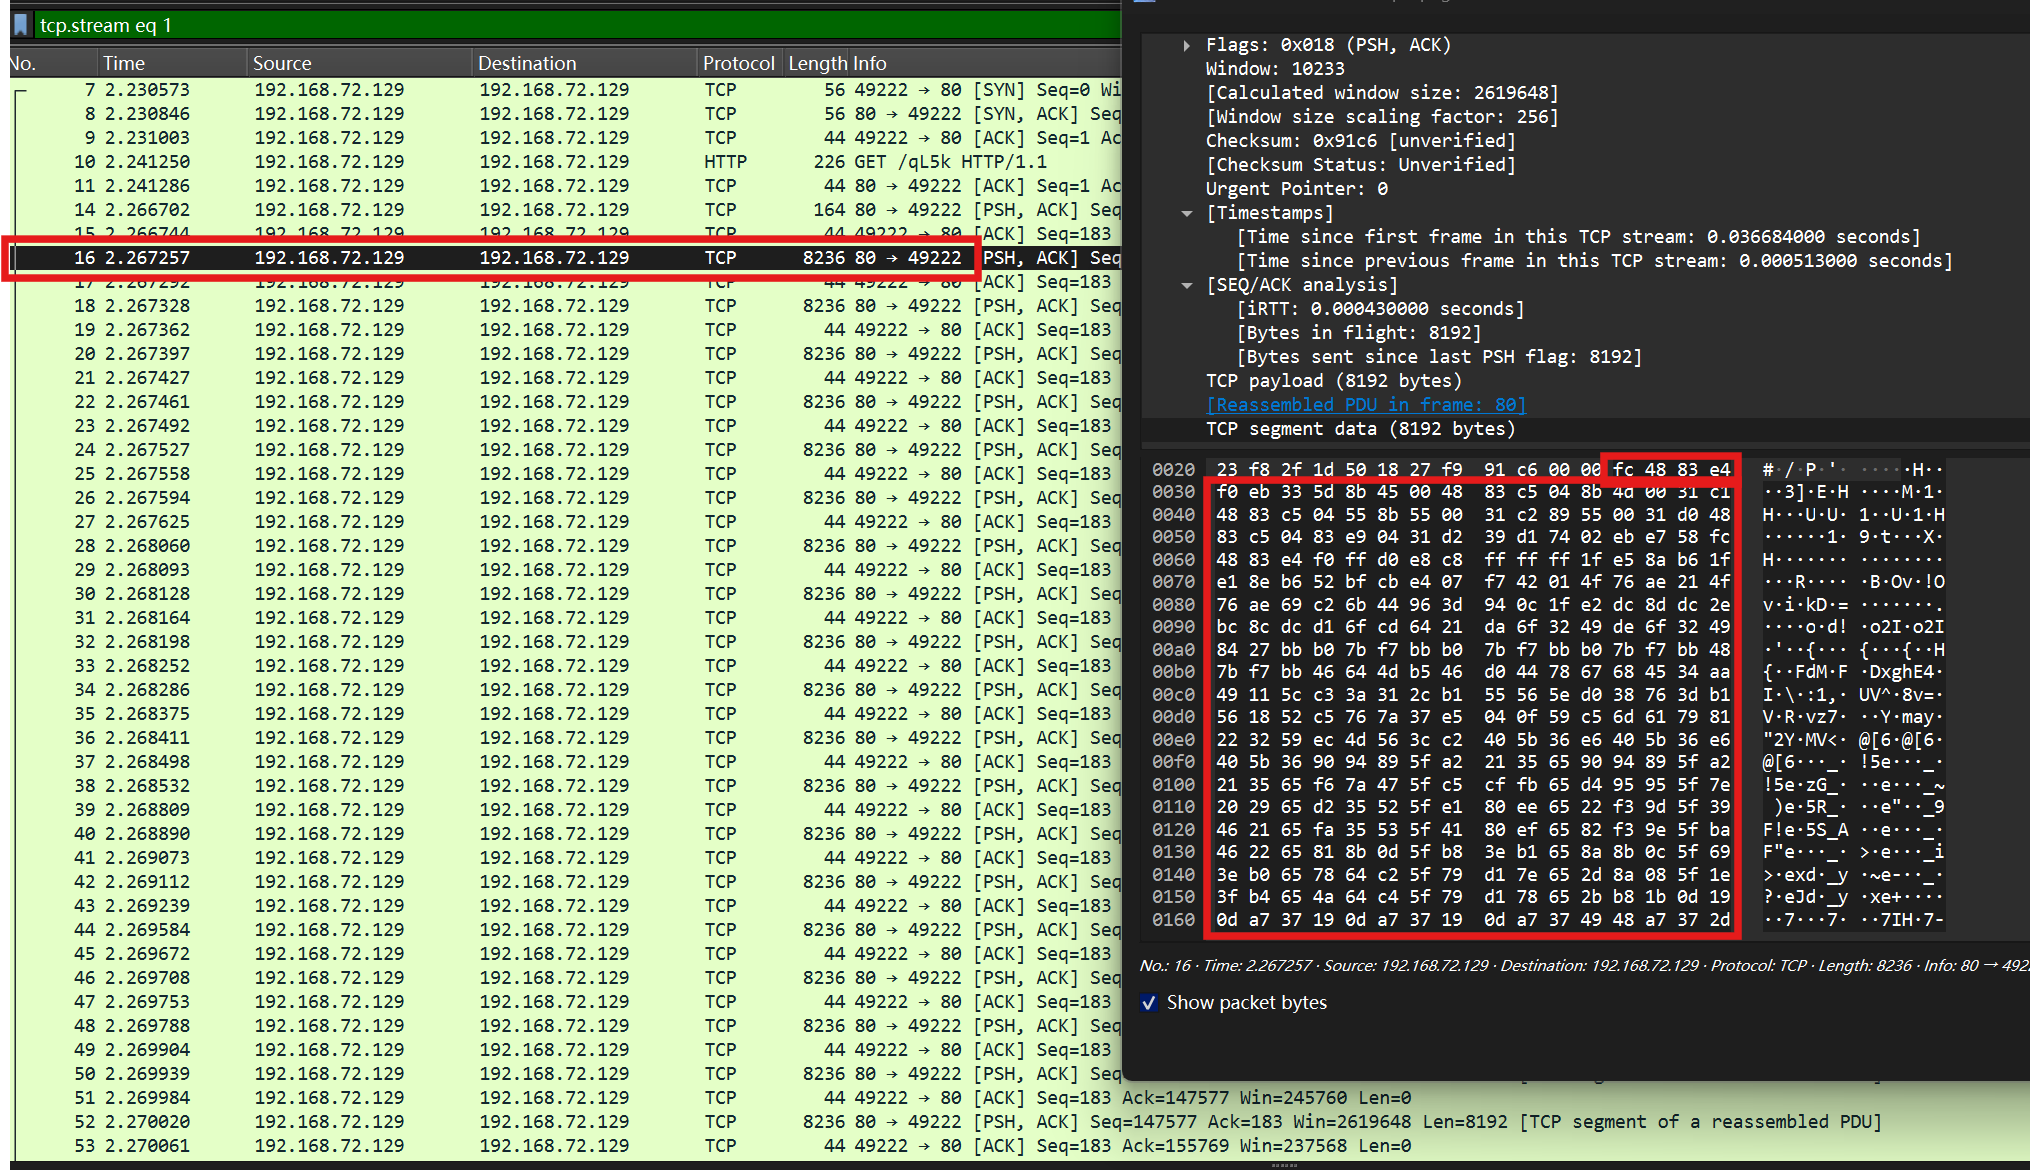 tcp.stream eq 1
No. Time Source Destination Protocol Length Info
7 2.230573 192.168.72.129 192.168.72.129 TCP 56 49222 → 80 [SYN] Seq=0 Wi
8 2.230846 192.168.72.129 192.168.72.129 TCP 56 80 → 49222 [SYN, ACK] Seq
9 2.231003 192.168.72.129 192.168.72.129 TCP 44 49222 → 80 [ACK] Seq=1 Ac
10 2.241250 192.168.72.129 192.168.72.129 HTTP 226 GET /qL5k HTTP/1.1
11 2.241286 192.168.72.129 192.168.72.129 TCP 44 80 → 49222 [ACK] Seq=1 Ac
14 2.266702 192.168.72.129 192.168.72.129 TCP 164 80 → 49222 [PSH, ACK] Seq
15 2.266744 192.168.72.129 192.168.72.129 TCP 44 49222 → 80 [ACK] Seq=183
16 2.267257 192.168.72.129 192.168.72.129 TCP 8236 80 → 49222 [PSH, ACK] Seq
17 2.267292 192.168.72.129 192.168.72.129 TCP 44 49222 → 80 [ACK] Seq=183
18 2.267328 192.168.72.129 192.168.72.129 TCP 8236 80 → 49222 [PSH, ACK] Seq
19 2.267362 192.168.72.129 192.168.72.129 TCP 44 49222 → 80 [ACK] Seq=183
20 2.267397 192.168.72.129 192.168.72.129 TCP 8236 80 → 49222 [PSH, ACK] Seq
21 2.267427 192.168.72.129 192.168.72.129 TCP 44 49222 → 80 [ACK] Seq=183
22 2.267461 192.168.72.129 192.168.72.129 TCP 8236 80 → 49222 [PSH, ACK] Seq
23 2.267492 192.168.72.129 192.168.72.129 TCP 44 49222 → 80 [ACK] Seq=183
24 2.267527 192.168.72.129 192.168.72.129 TCP 8236 80 → 49222 [PSH, ACK] Seq
25 2.267558 192.168.72.129 192.168.72.129 TCP 44 49222 → 80 [ACK] Seq=183
26 2.267594 192.168.72.129 192.168.72.129 TCP 8236 80 → 49222 [PSH, ACK] Seq
27 2.267625 192.168.72.129 192.168.72.129 TCP 44 49222 → 80 [ACK] Seq=183
28 2.268060 192.168.72.129 192.168.72.129 TCP 8236 80 → 49222 [PSH, ACK] Seq
29 2.268093 192.168.72.129 192.168.72.129 TCP 44 49222 → 80 [ACK] Seq=183
30 2.268128 192.168.72.129 192.168.72.129 TCP 8236 80 → 49222 [PSH, ACK] Seq
31 2.268164 192.168.72.129 192.168.72.129 TCP 44 49222 → 80 [ACK] Seq=183
32 2.268198 192.168.72.129 192.168.72.129 TCP 8236 80 → 49222 [PSH, ACK] Seq
33 2.268252 192.168.72.129 192.168.72.129 TCP 44 49222 → 80 [ACK] Seq=183
34 2.268286 192.168.72.129 192.168.72.129 TCP 8236 80 → 49222 [PSH, ACK] Seq
35 2.268375 192.168.72.129 192.168.72.129 TCP 44 49222 → 80 [ACK] Seq=183
36 2.268411 192.168.72.129 192.168.72.129 TCP 8236 80 → 49222 [PSH, ACK] Seq
37 2.268498 192.168.72.129 192.168.72.129 TCP 44 49222 → 80 [ACK] Seq=183
38 2.268532 192.168.72.129 192.168.72.129 TCP 8236 80 → 49222 [PSH, ACK] Seq
39 2.268809 192.168.72.129 192.168.72.129 TCP 44 49222 → 80 [ACK] Seq=183
40 2.268890 192.168.72.129 192.168.72.129 TCP 8236 80 → 49222 [PSH, ACK] Seq
41 2.269073 192.168.72.129 192.168.72.129 TCP 44 49222 → 80 [ACK] Seq=183
42 2.269112 192.168.72.129 192.168.72.129 TCP 8236 80 → 49222 [PSH, ACK] Seq
43 2.269239 192.168.72.129 192.168.72.129 TCP 44 49222 → 80 [ACK] Seq=183
44 2.269584 192.168.72.129 192.168.72.129 TCP 8236 80 → 49222 [PSH, ACK] Seq
45 2.269672 192.168.72.129 192.168.72.129 TCP 44 49222 → 80 [ACK] Seq=183
46 2.269708 192.168.72.129 192.168.72.129 TCP 8236 80 → 49222 [PSH, ACK] Seq
47 2.269753 192.168.72.129 192.168.72.129 TCP 44 49222 → 80 [ACK] Seq=183
48 2.269788 192.168.72.129 192.168.72.129 TCP 8236 80 → 49222 [PSH, ACK] Seq
49 2.269904 192.168.72.129 192.168.72.129 TCP 44 49222 → 80 [ACK] Seq=183
50 2.269939 192.168.72.129 192.168.72.129 TCP 8236 80 → 49222 [PSH, ACK] Seq
51 2.269984 192.168.72.129 192.168.72.129 TCP 44 49222 → 80 [ACK] Seq=183 Ack=147577 Win=245760 Len=0
52 2.270020 192.168.72.129 192.168.72.129 TCP 8236 80 → 49222 [PSH, ACK] Seq=147577 Ack=183 Win=2619648 Len=8192 [TCP segment of a reassembled PDU]
53 2.270061 192.168.72.129 192.168.72.129 TCP 44 49222 → 80 [ACK] Seq=183 Ack=155769 Win=237568 Len=0
Flags: 0x018 (PSH, ACK)
Window: 10233
[Calculated window size: 2619648]
[Window size scaling factor: 256]
Checksum: 0x91c6 [unverified]
[Checksum Status: Unverified]
Urgent Pointer: 0
[Timestamps]
[Time since first frame in this TCP stream: 0.036684000 seconds]
[Time since previous frame in this TCP stream: 0.000513000 seconds]
[SEQ/ACK analysis]
[iRTT: 0.000430000 seconds]
[Bytes in flight: 8192]
[Bytes sent since last PSH flag: 8192]
TCP payload (8192 bytes)
[Reassembled PDU in frame: 80]
TCP segment data (8192 bytes)
0020 23 f8 2f 1d 50 18 27 f9 91 c6 00 00 fc 48 83 e4 #·/·P·'· ·····H··
0030 f0 eb 33 5d 8b 45 00 48 83 c5 04 8b 4d 00 31 c1 ··3]·E·H ····M·1·
0040 48 83 c5 04 55 8b 55 00 31 c2 89 55 00 31 d0 48 H···U·U· 1··U·1·H
0050 83 c5 04 83 e9 04 31 d2 39 d1 74 02 eb e7 58 fc ······1· 9·t···X·
0060 48 83 e4 f0 ff d0 e8 c8 ff ff ff 1f e5 8a b6 1f H······· ········
0070 e1 8e b6 52 bf cb e4 07 f7 42 01 4f 76 ae 21 4f ···R···· ·B·Ov·!O
0080 76 ae 69 c2 6b 44 96 3d 94 0c 1f e2 dc 8d dc 2e v·i·kD·= ·······.
0090 bc 8c dc d1 6f cd 64 21 da 6f 32 49 de 6f 32 49 ····o·d! ·o2I·o2I
00a0 84 27 bb b0 7b f7 bb b0 7b f7 bb b0 7b f7 bb 48 ·'··{··· {···{··H
00b0 7b f7 bb 46 64 4d b5 46 d0 44 78 67 68 45 34 aa {··FdM·F ·DxghE4·
00c0 49 11 5c c3 3a 31 2c b1 55 56 5e d0 38 76 3d b1 I·\·:1,· UV^·8v=·
00d0 56 18 52 c5 76 7a 37 e5 04 0f 59 c5 6d 61 79 81 V·R·vz7· ··Y·may·
00e0 22 32 59 ec 4d 56 3c c2 40 5b 36 e6 40 5b 36 e6 "2Y·MV<· @[6·@[6·
00f0 40 5b 36 90 94 89 5f a2 21 35 65 90 94 89 5f a2 @[6···_· !5e···_·
0100 21 35 65 f6 7a 47 5f c5 cf fb 65 d4 95 95 5f 7e !5e·zG_· ··e···_~
0110 20 29 65 d2 35 52 5f e1 80 ee 65 22 f3 9d 5f 39 )e·5R_· ··e"··_9
0120 46 21 65 fa 35 53 5f 41 80 ef 65 82 f3 9e 5f ba F!e·5S_A ··e···_·
0130 46 22 65 81 8b 0d 5f b8 3e b1 65 8a 8b 0c 5f 69 F"e···_· >·e···_i
0140 3e b0 65 78 64 c2 5f 79 d1 7e 65 2d 8a 08 5f 1e >·exd·_y ·~e-··_·
0150 3f b4 65 4a 64 c4 5f 79 d1 78 65 2b b8 1b 0d 19 ?·eJd·_y ·xe+····
0160 0d a7 37 19 0d a7 37 19 0d a7 37 49 48 a7 37 2d ··7···7· ··7IH·7-
No.: 16 · Time: 2.267257 · Source: 192.168.72.129 · Destination: 192.168.72.129 · Protocol: TCP · Length: 8236 · Info: 80 → 492
Show packet bytes